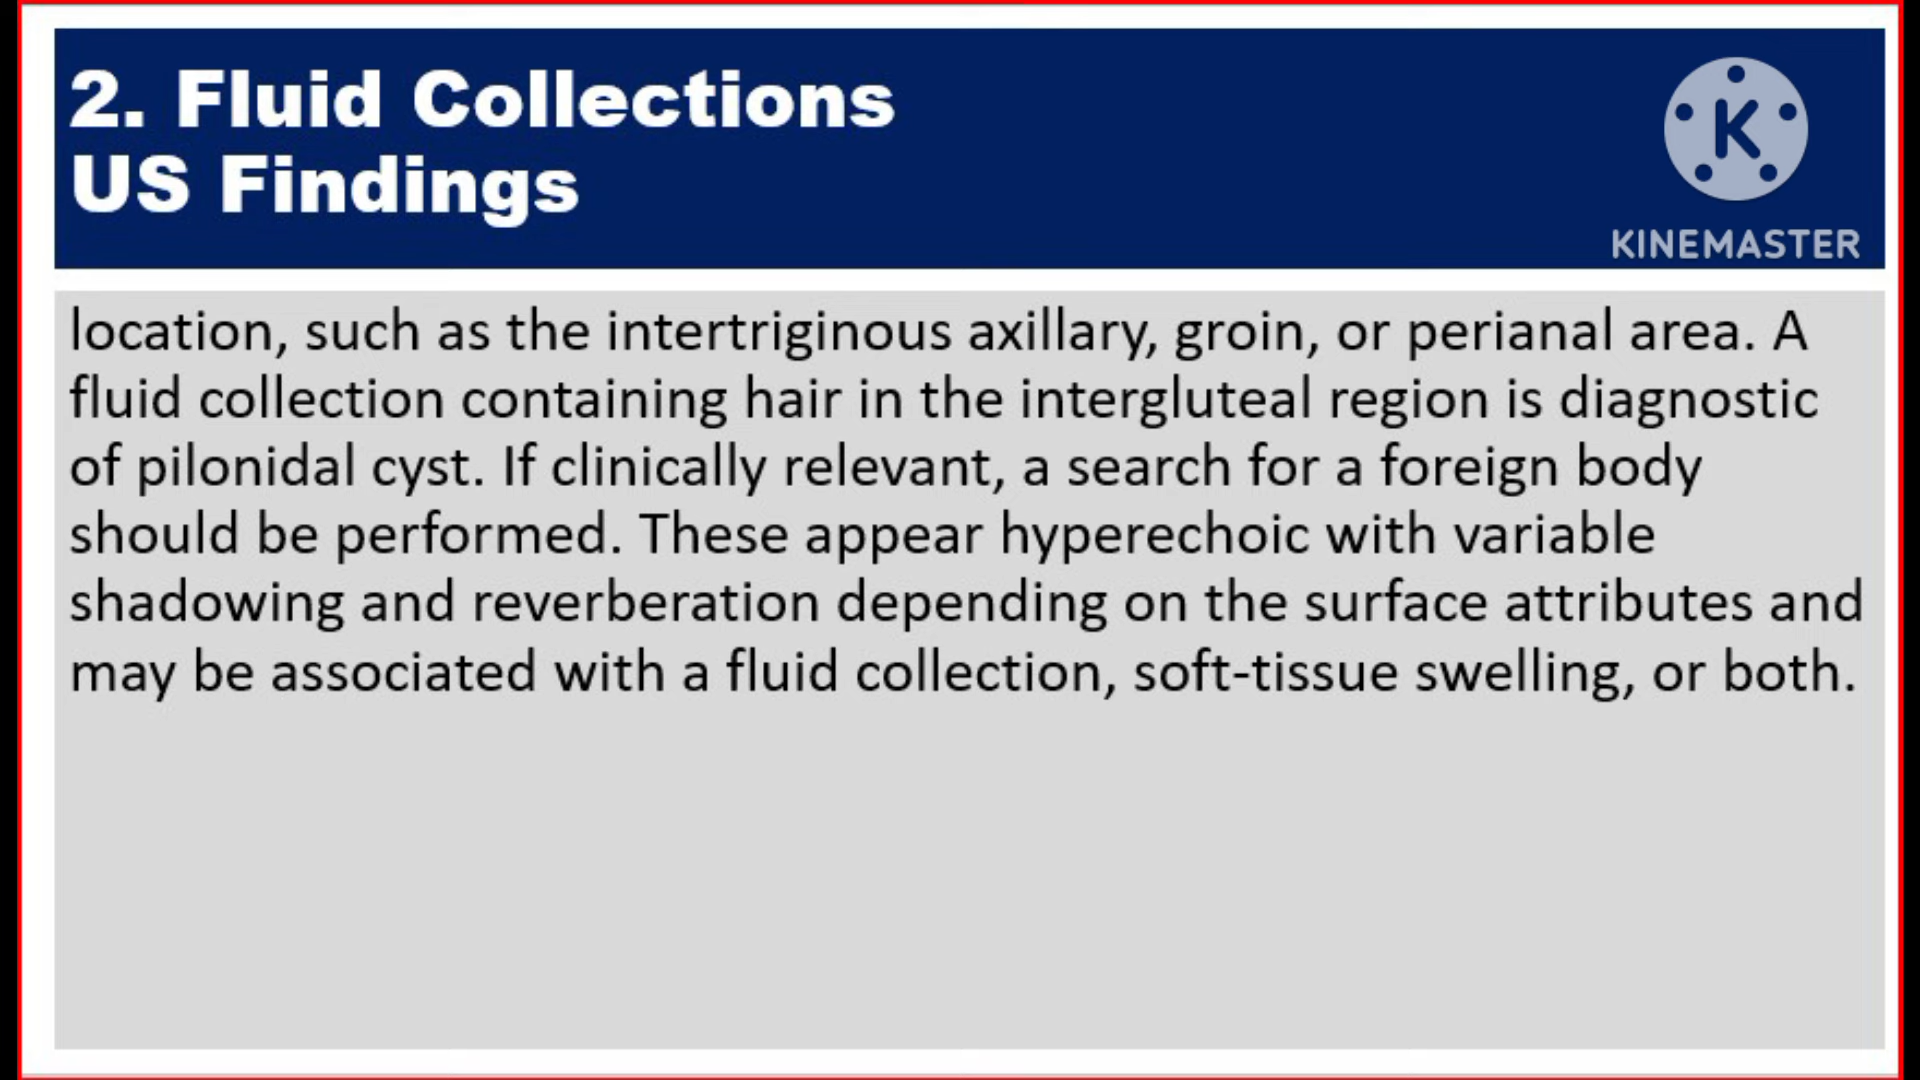 2. Fluid Collections
US Findings
K
KINEMASTER
location, such as the intertriginous axillary, groin, or perianal area. A
fluid collection containing hair in the intergluteal region is diagnostic
of pilonidal cyst. If clinically relevant, a search for a foreign body
should be performed. These appear hyperechoic with variable
shadowing and reverberation depending on the surface attributes and
may be associated with a fluid collection, soft-tissue swelling, or both.